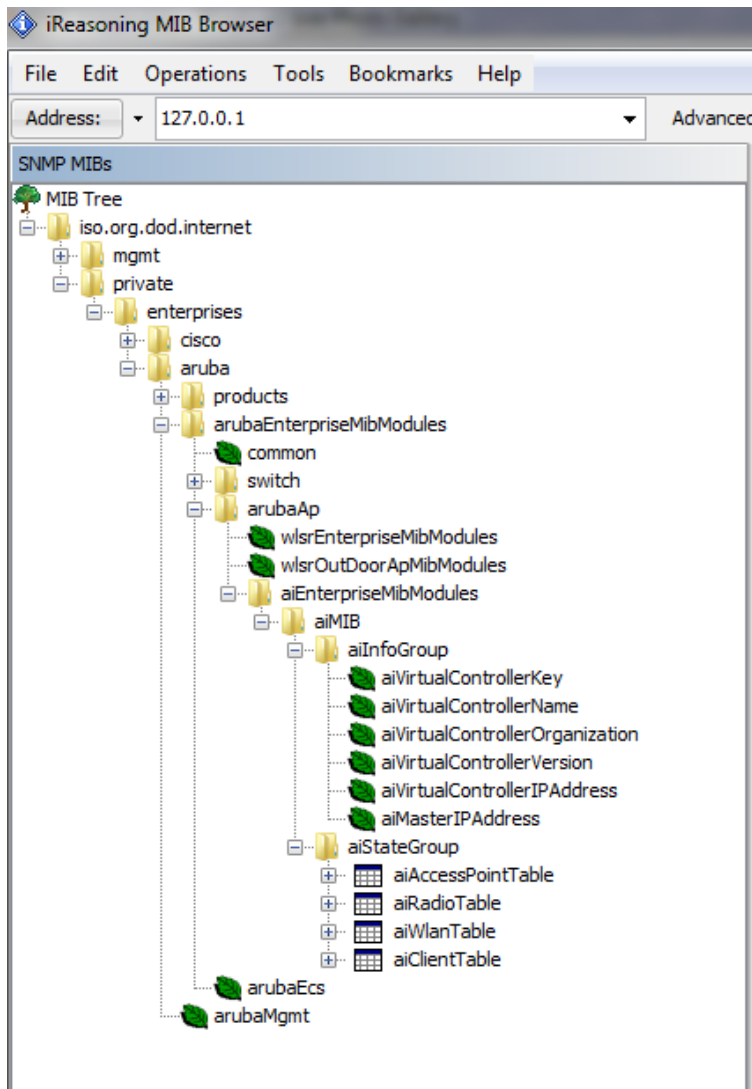 iReasoning MIB Browser
File Edit Operations Tools Bookmarks Help
Address: 127.0.0.1 Advanced
SNMP MIBs
MIB Tree
iso.org.dod.internet
mgmt
private
enterprises
cisco
aruba
products
arubaEnterpriseMibModules
common
switch
arubaAp
wlsrEnterpriseMibModules
wlsrOutDoorApMibModules
aiEnterpriseMibModules
aiMIB
aiInfoGroup
aiVirtualControllerKey
aiVirtualControllerName
aiVirtualControllerOrganization
aiVirtualControllerVersion
aiVirtualControllerIPAddress
aiMasterIPAddress
aiStateGroup
aiAccessPointTable
aiRadioTable
aiWlanTable
aiClientTable
arubaEcs
arubaMgmt